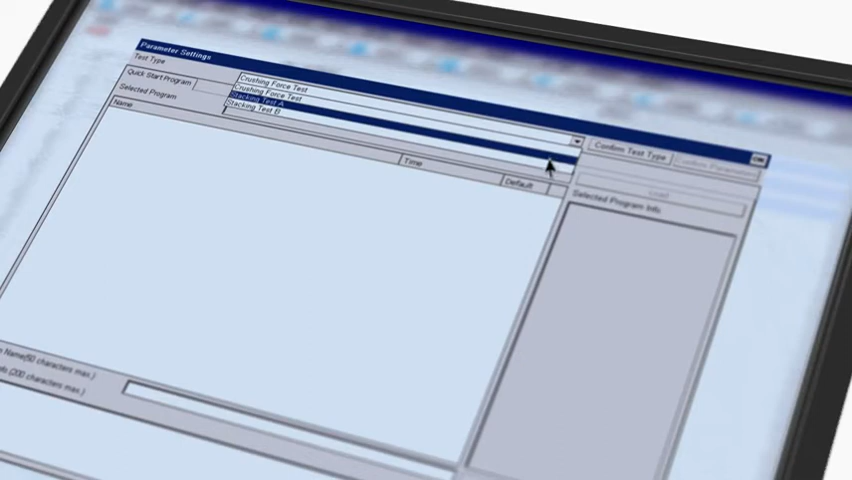 Parameter Settings
Test Type
Crushing Force Test
Crushing Force Test
Stacking Test A
Stacking Test B
Confirm Test Type
Confirm Parameters
Quick Start Program
Selected Program
Load
Name
Time
Default
Selected Program Info
Name(60 characters max.)
(200 characters max.)